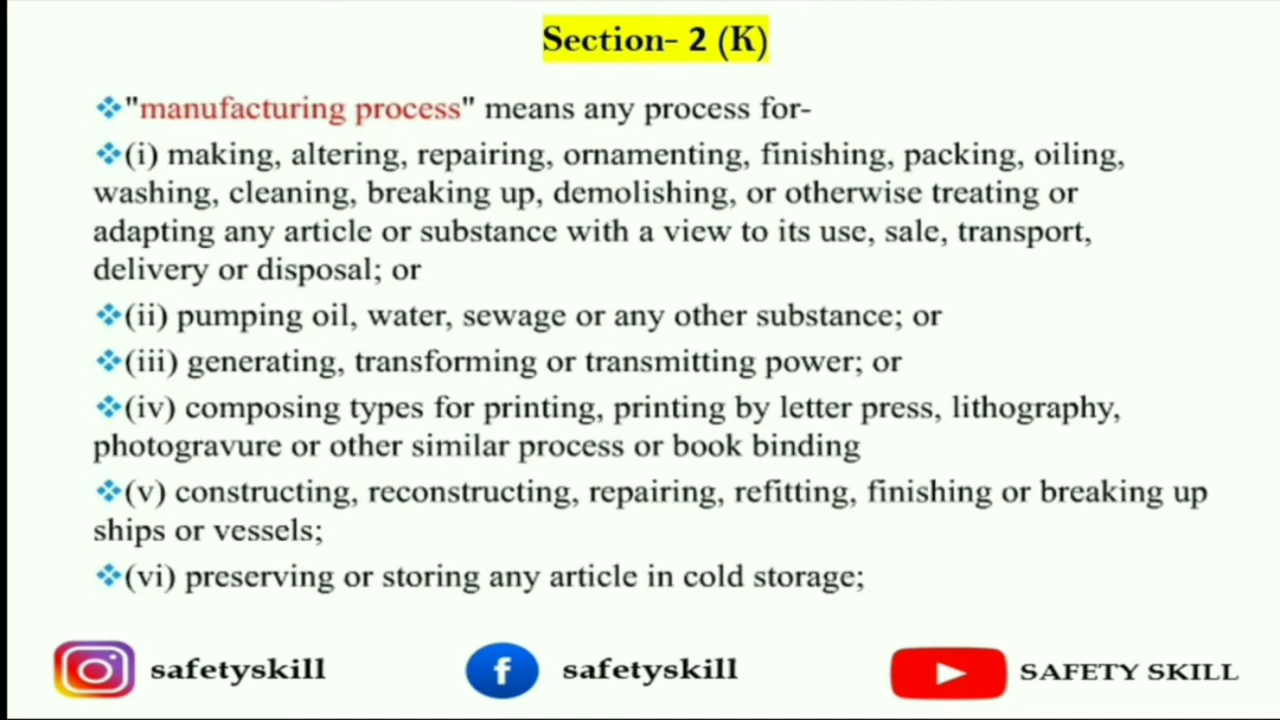 Section- 2 (K)
"manufacturing process" means any process for-
(i) making, altering, repairing, ornamenting, finishing, packing, oiling,
washing, cleaning, breaking up, demolishing, or otherwise treating or
adapting any article or substance with a view to its use, sale, transport,
delivery or disposal; or
(ii) pumping oil, water, sewage or any other substance; or
(iii) generating, transforming or transmitting power; or
(iv) composing types for printing, printing by letter press, lithography,
photogravure or other similar process or book binding
(v) constructing, reconstructing, repairing, refitting, finishing or breaking up
ships or vessels;
(vi) preserving or storing any article in cold storage;
safetyskill f safetyskill SAFETY SKILL